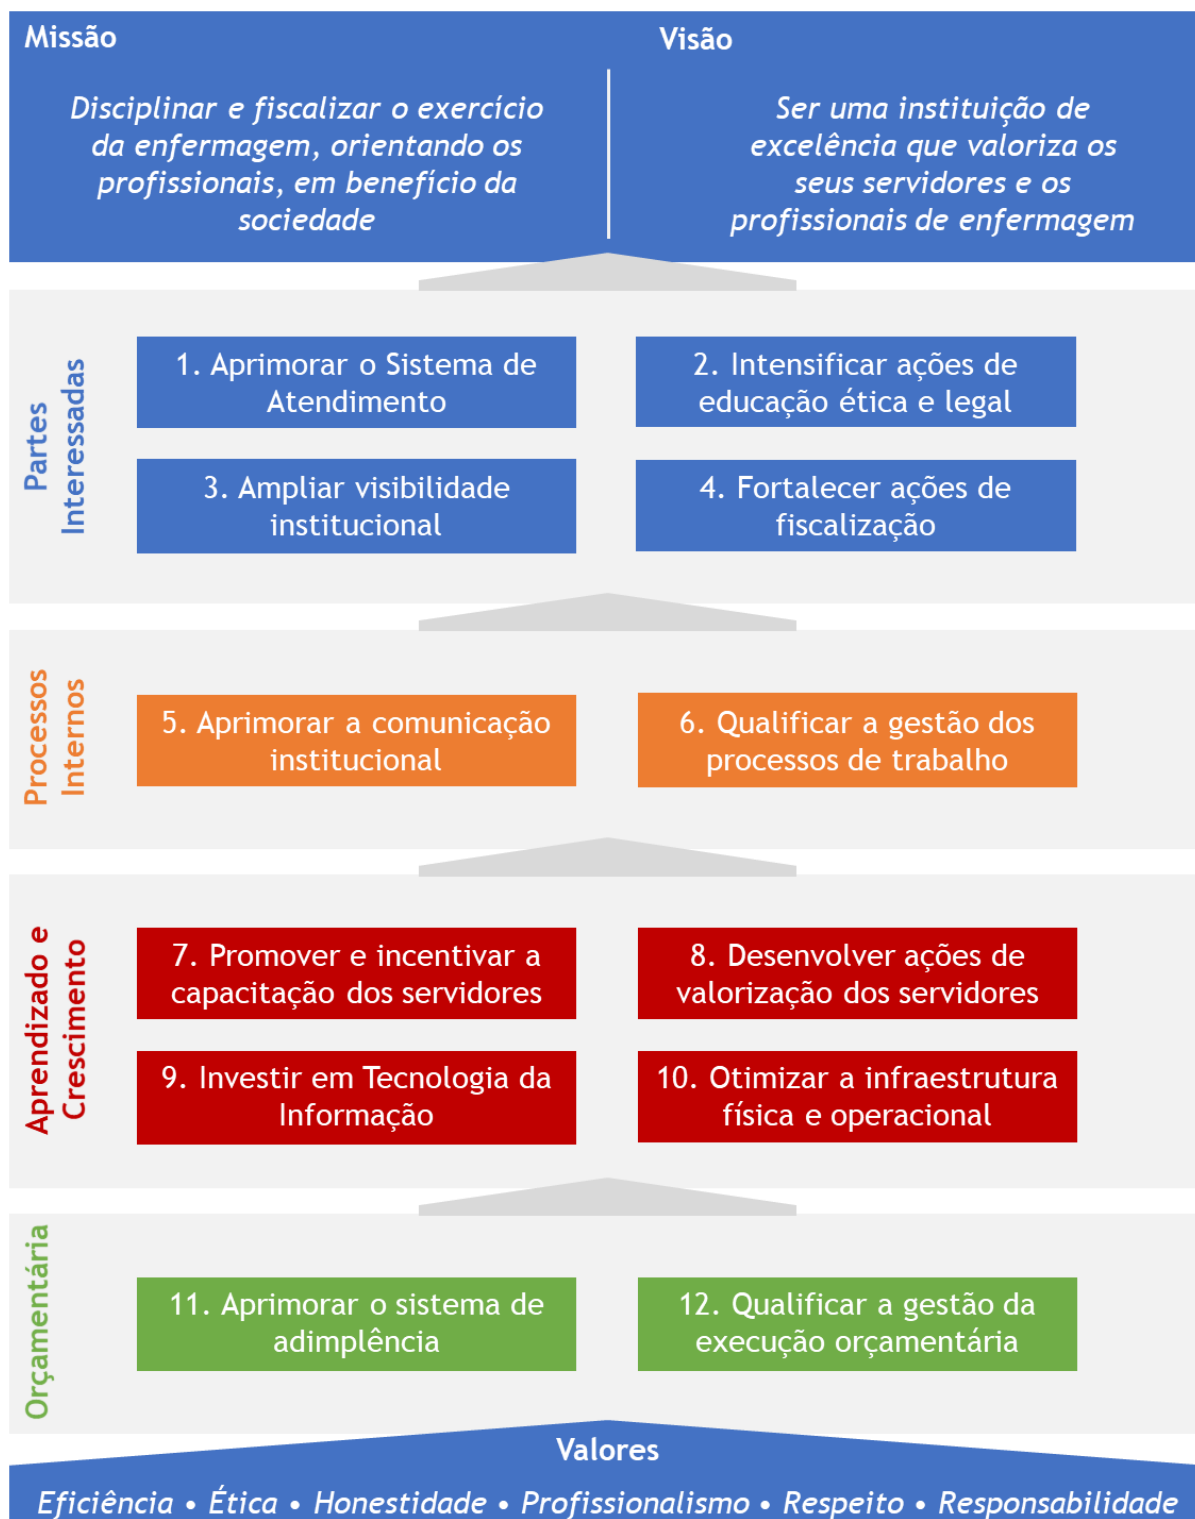 Missão
Disciplinar e fiscalizar o exercício
da enfermagem, orientando os
profissionais, em benefício da
sociedade
Visão
Ser uma instituição de
excelência que valoriza os
seus servidores e os
profissionais de enfermagem
Partes
Interessadas
1. Aprimorar o Sistema de
Atendimento
2. Intensificar ações de
educação ética e legal
3. Ampliar visibilidade
institucional
4. Fortalecer ações de
fiscalização
Processos
Internos
5. Aprimorar a comunicação
institucional
6. Qualificar a gestão dos
processos de trabalho
Aprendizado e
Crescimento
7. Promover e incentivar a
capacitação dos servidores
8. Desenvolver ações de
valorização dos servidores
9. Investir em Tecnologia da
Informação
10. Otimizar a infraestrutura
física e operacional
Orçamentária
11. Aprimorar o sistema de
adimplência
12. Qualificar a gestão da
execução orçamentária
Valores
Eficiência • Ética • Honestidade • Profissionalismo • Respeito • Responsabilidade